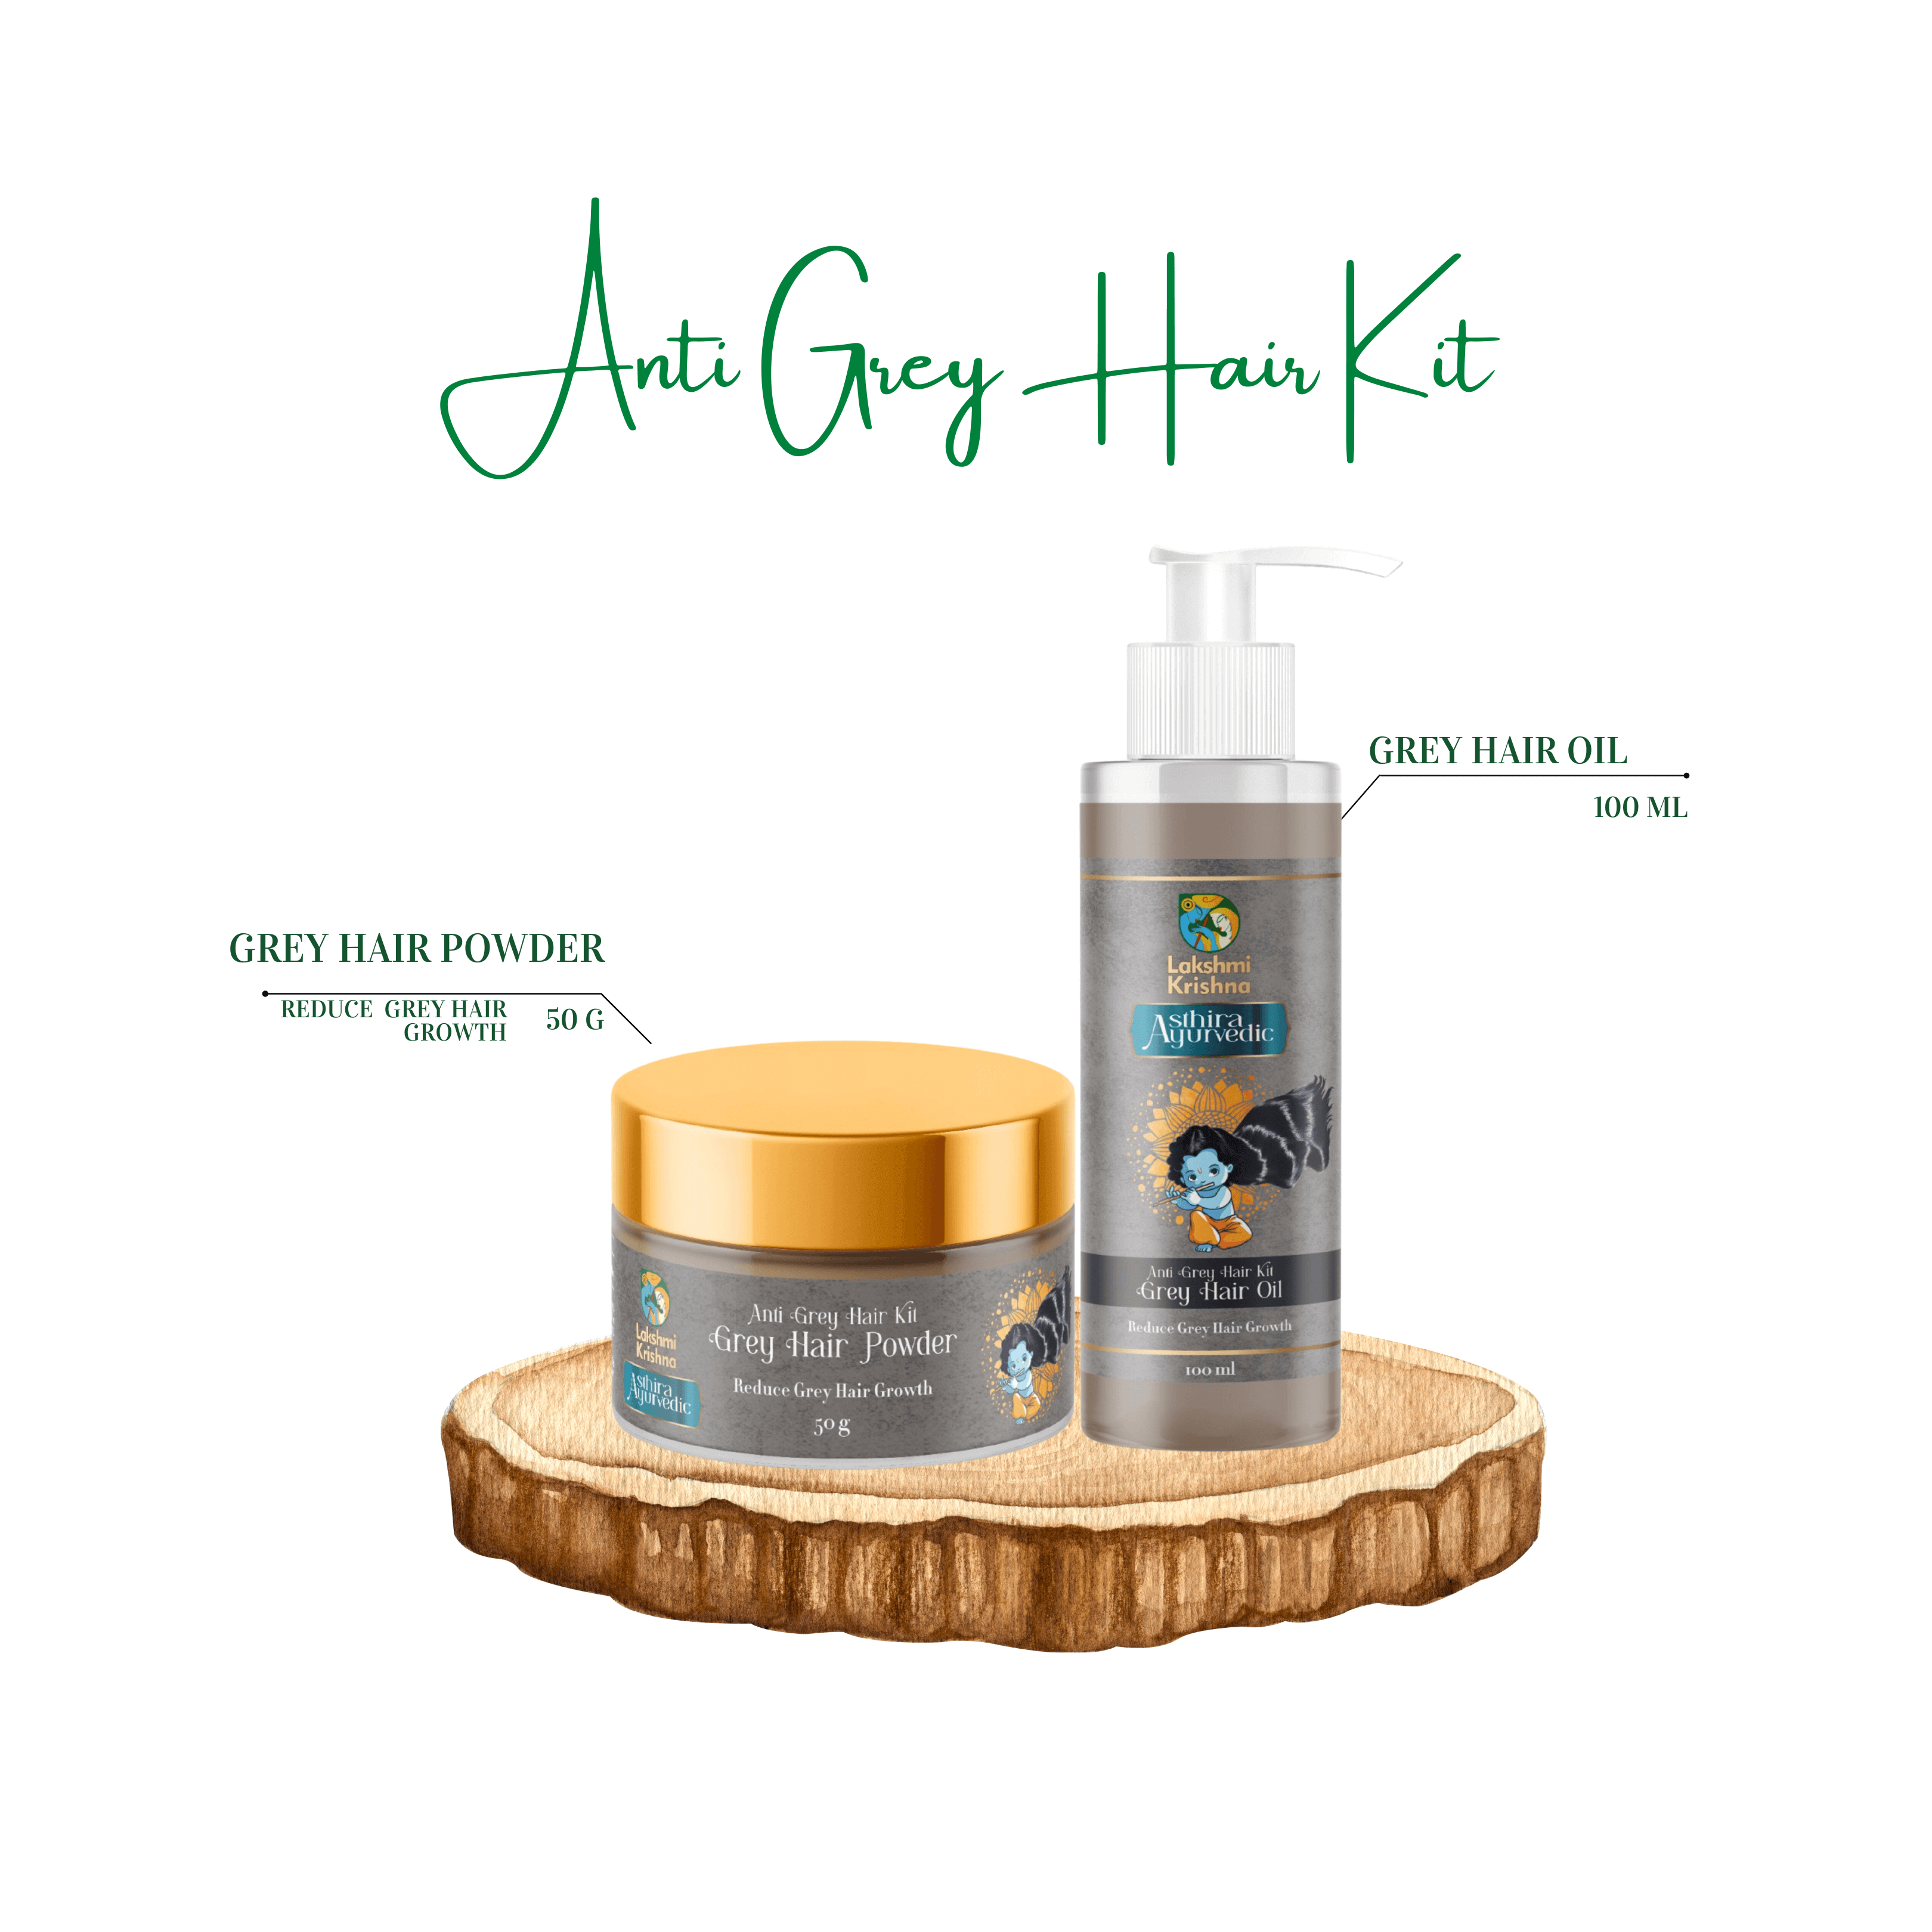 Anti Grey Hair Kit
GREY HAIR OIL
100 ML
GREY HAIR POWDER
REDUCE GREY HAIR
GROWTH
50 G
Lakshmi
Krishna
Asthira
Ayurvedic
Anti Grey Hair Kit
Grey Hair Oil
Reduce Grey Hair Growth
100 ml
Lakshmi
Krishna
Asthira
Ayurvedic
Anti Grey Hair Kit
Grey Hair Powder
Reduce Grey Hair Growth
50 g